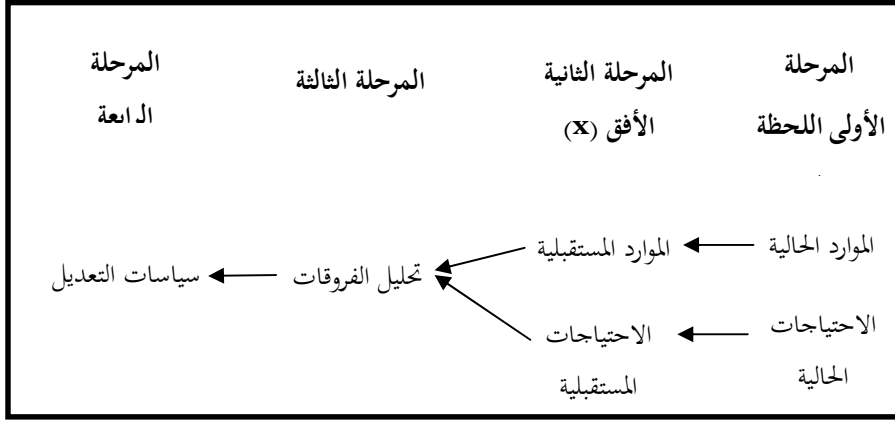 المرحلة
الأولى اللحظة
المرحلة الثانية
الأفق (x)
المرحلة الثالثة
المرحلة
الرابعة
الموارد الحالية
الموارد المستقبلية
تحليل الفروقات
سياسات التعديل
الاحتياجات
الحالية
الاحتياجات
المستقبلية